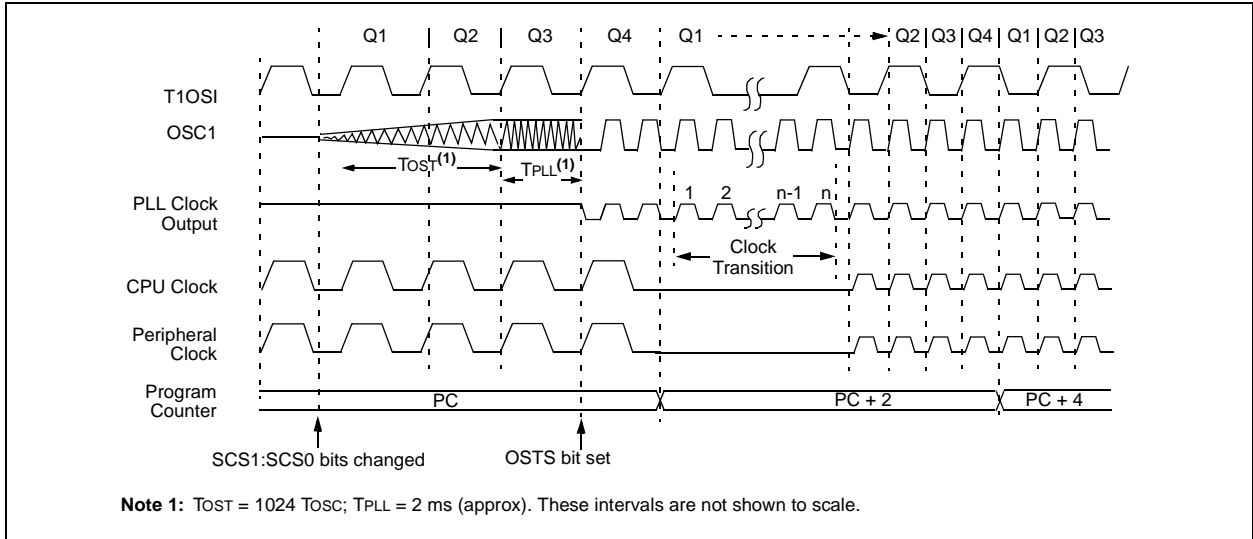 Q1 Q2 Q3 Q4 Q1 Q2 Q3 Q4 Q1 Q2 Q3
T1OSI
OSC1
TOST(1)
TPLL(1)
1 2 n-1 n
PLL Clock
Output
Clock
Transition
CPU Clock
Peripheral
Clock
Program
Counter
PC PC + 2 PC + 4
SCS1:SCS0 bits changed OSTS bit set
Note 1: TOST = 1024 TOSC; TPLL = 2 ms (approx). These intervals are not shown to scale.